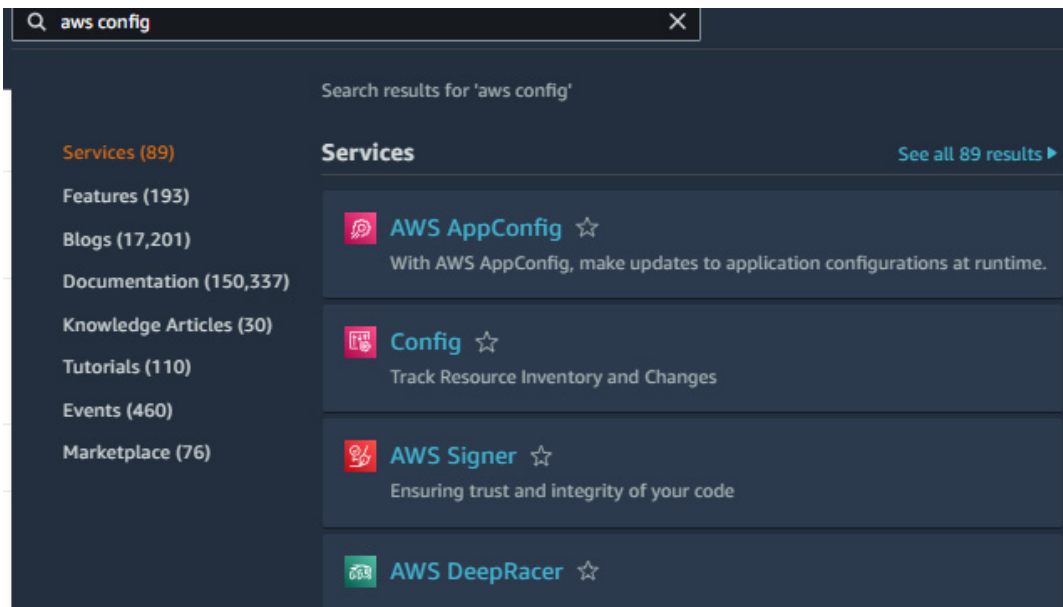 aws config
Search results for 'aws config'
Services (89)
Features (193)
Blogs (17,201)
Documentation (150,337)
Knowledge Articles (30)
Tutorials (110)
Events (460)
Marketplace (76)
Services
See all 89 results
AWS AppConfig
With AWS AppConfig, make updates to application configurations at runtime.
Config
Track Resource Inventory and Changes
AWS Signer
Ensuring trust and integrity of your code
AWS DeepRacer